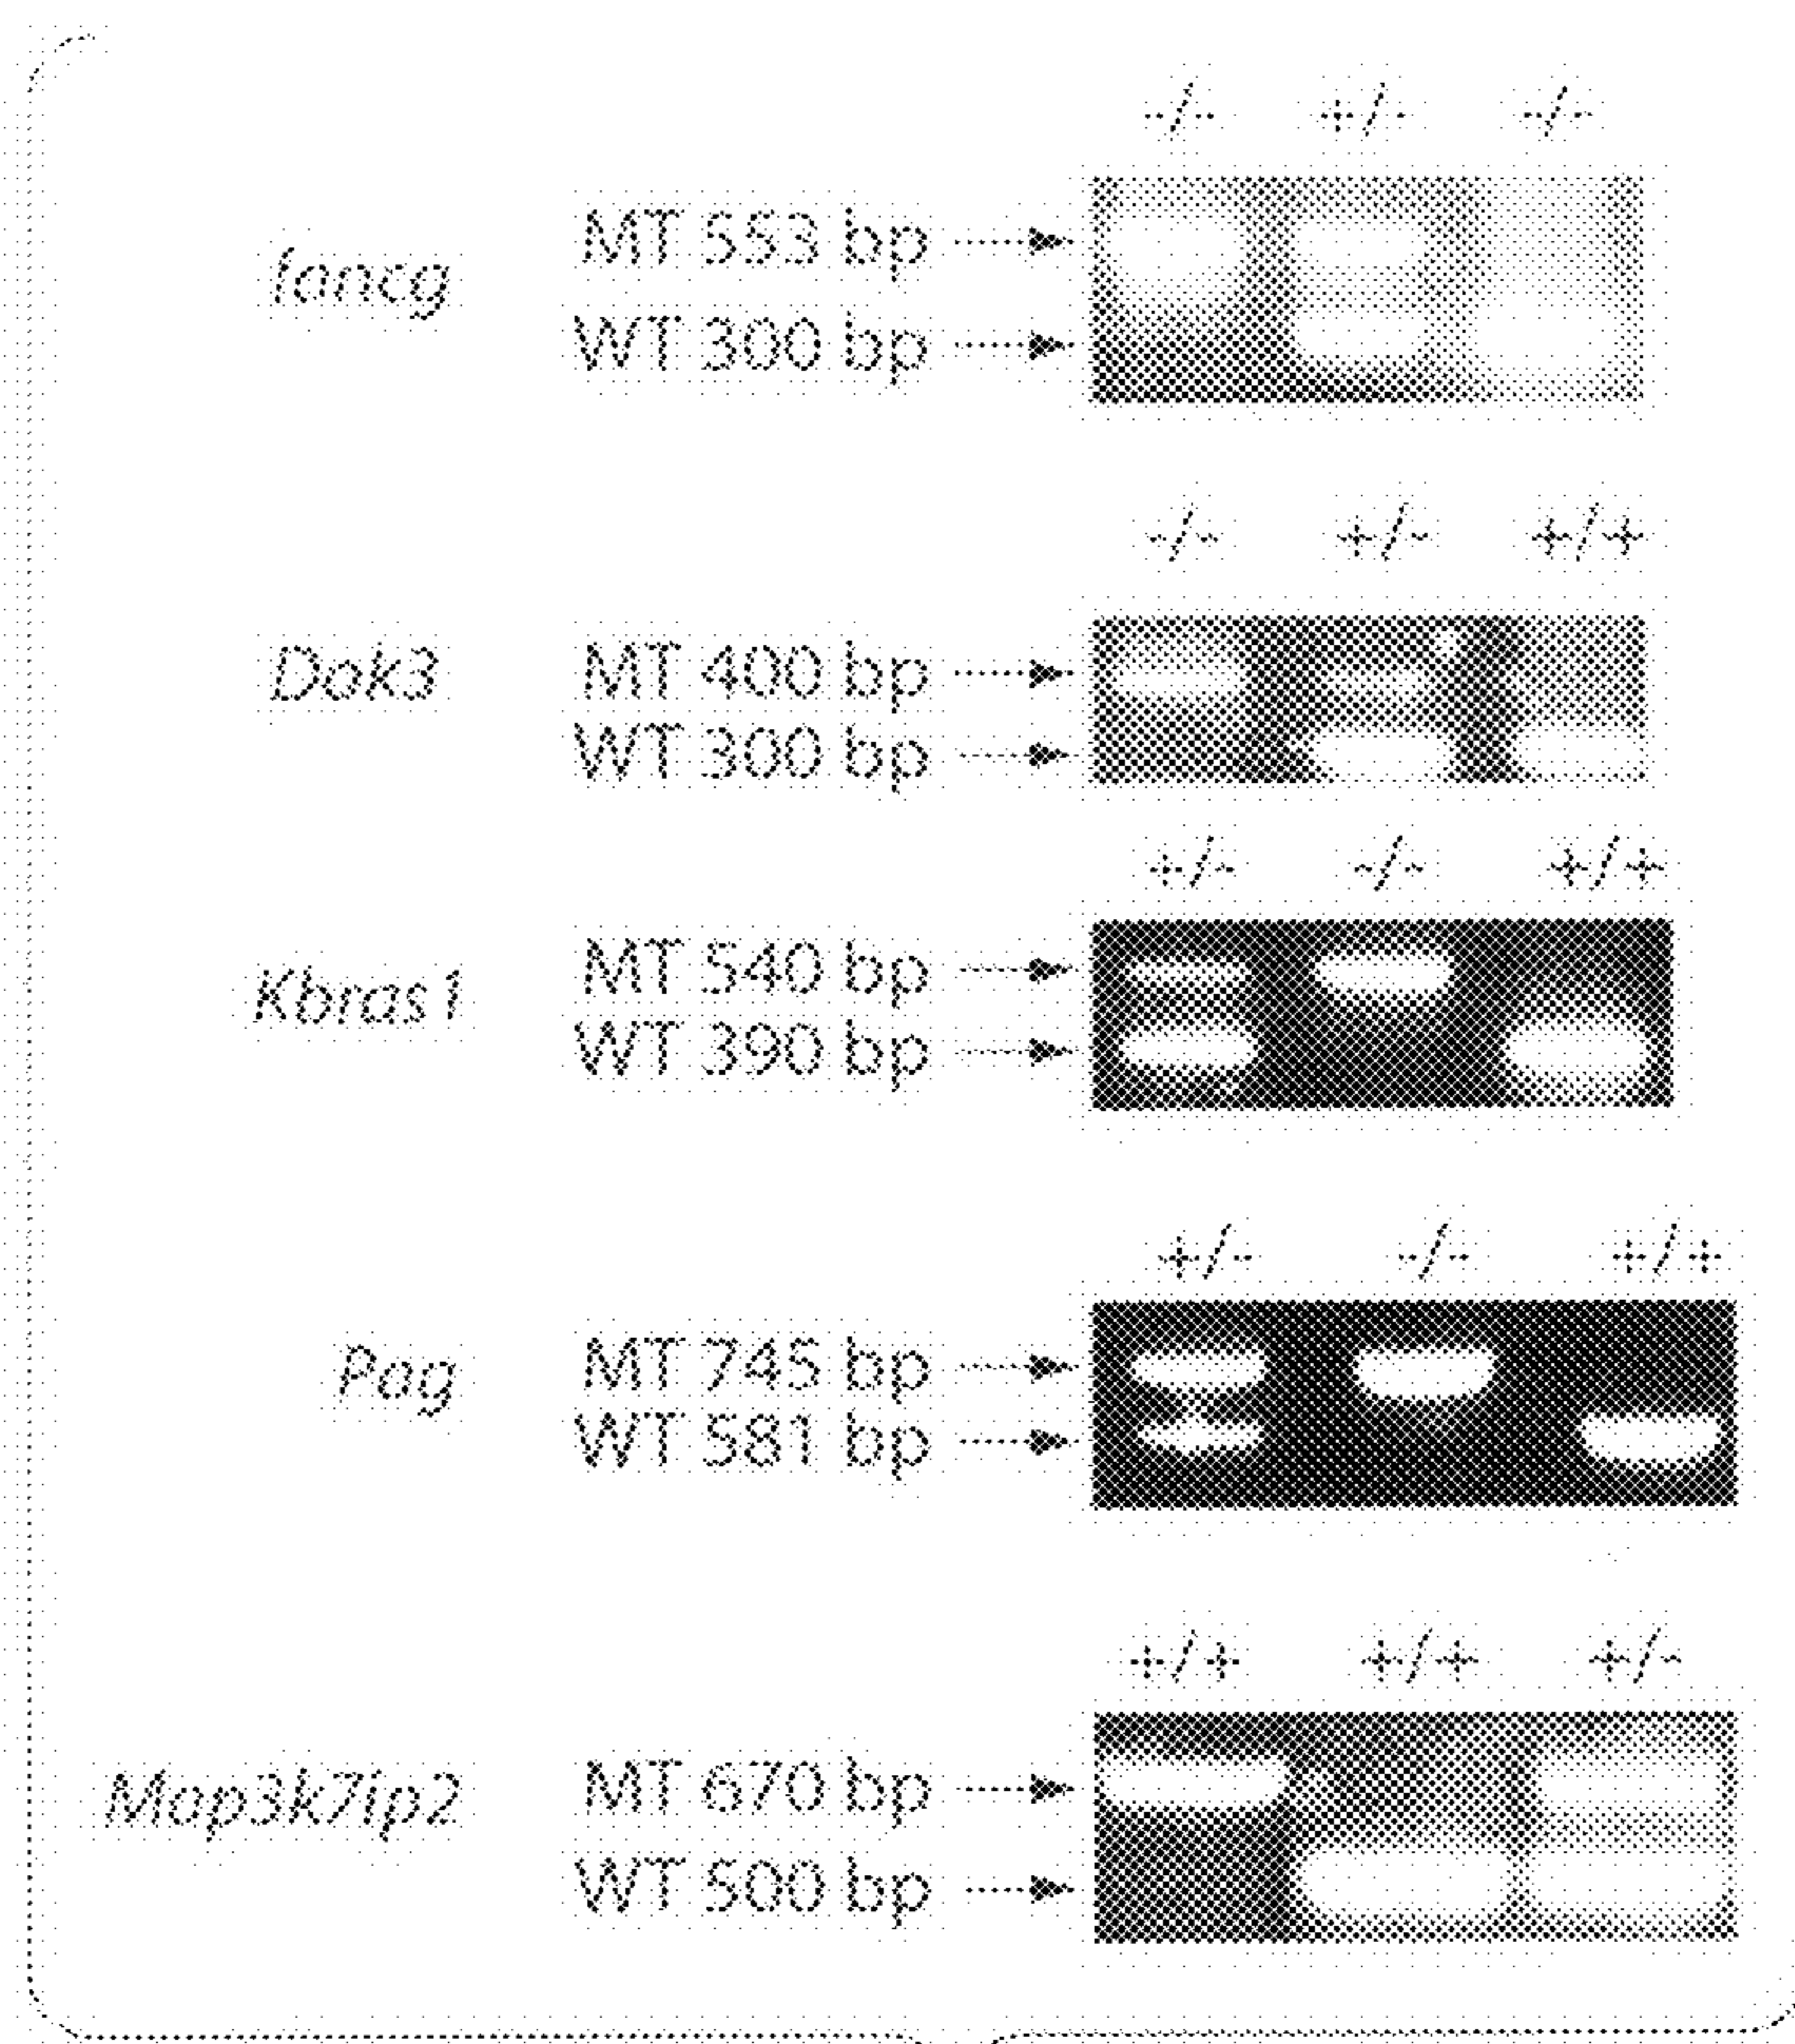 -/- +/- -/-
fancg MT 553 bp
WT 300 bp
-/- +/- +/+
Dok3 MT 400 bp
WT 300 bp
+/- -/- +/+
Kbras1 MT 540 bp
WT 390 bp
+/- -/- +/+
Pag MT 745 bp
WT 581 bp
+/+ +/+ +/-
Map3k7ip2 MT 670 bp
WT 500 bp